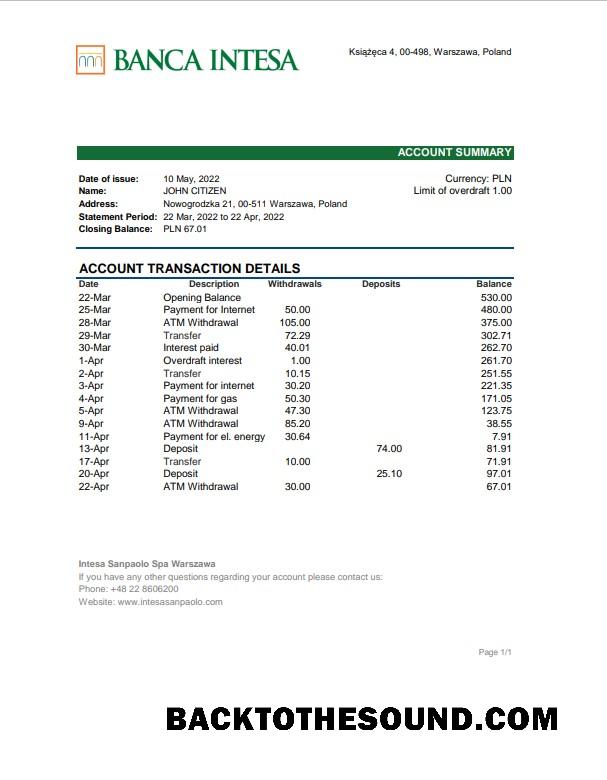 BANCA INTESA
Książęca 4, 00-498, Warszawa, Poland
ACCOUNT SUMMARY
Date of issue: 10 May, 2022 Currency: PLN
Name: JOHN CITIZEN Limit of overdraft 1.00
Address: Nowogrodzka 21, 00-511 Warszawa, Poland
Statement Period: 22 Mar, 2022 to 22 Apr, 2022
Closing Balance: PLN 67.01
ACCOUNT TRANSACTION DETAILS
Date Description Withdrawals Deposits Balance
22-Mar Opening Balance 530.00
25-Mar Payment for Internet 50.00 480.00
28-Mar ATM Withdrawal 105.00 375.00
29-Mar Transfer 72.29 302.71
30-Mar Interest paid 40.01 262.70
1-Apr Overdraft interest 1.00 261.70
2-Apr Transfer 10.15 251.55
3-Apr Payment for internet 30.20 221.35
4-Apr Payment for gas 50.30 171.05
5-Apr ATM Withdrawal 47.30 123.75
9-Apr ATM Withdrawal 85.20 38.55
11-Apr Payment for el. energy 30.64 7.91
13-Apr Deposit 74.00 81.91
17-Apr Transfer 10.00 71.91
20-Apr Deposit 25.10 97.01
22-Apr ATM Withdrawal 30.00 67.01
Intesa Sanpaolo Spa Warszawa
If you have any other questions regarding your account please contact us:
Phone: +48 22 8606200
Website: www.intesasanpaolo.com
Page 1/1
BACKTOTHESOUND.COM